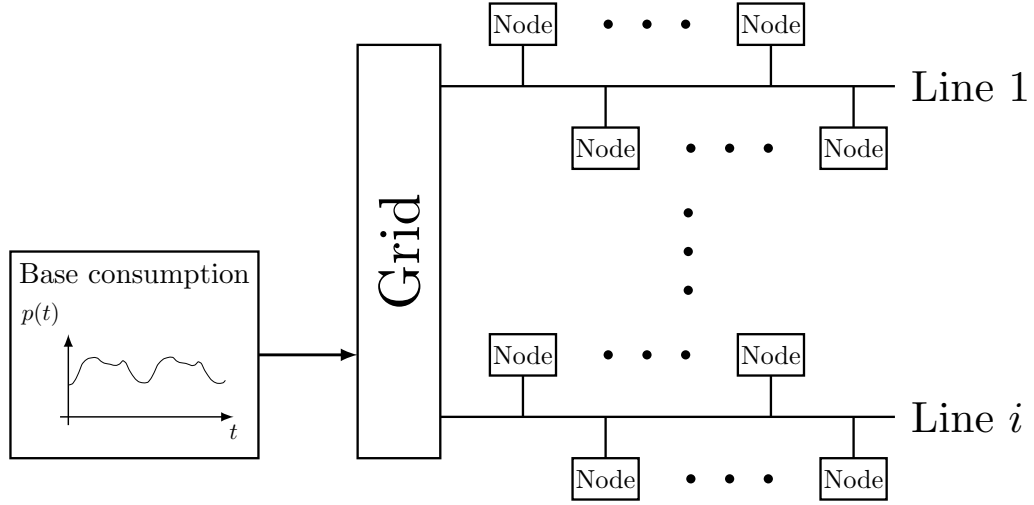 Node Node
Line 1
Node Node
Grid
Base consumption
p(t)
t
Node Node
Line i
Node Node